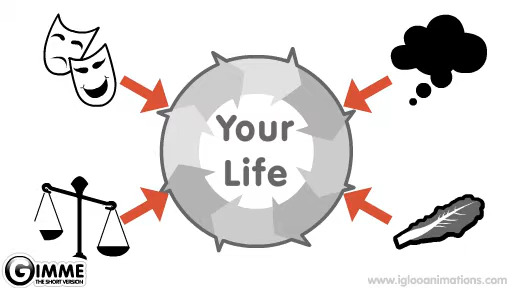 Your
Life
GIMME
THE SHORT VERSION
www.iglooanimations.com